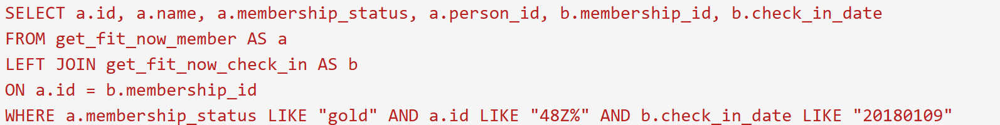 SELECT a.id, a.name, a.membership_status, a.person_id, b.membership_id, b.check_in_date
FROM get_fit_now_member AS a
LEFT JOIN get_fit_now_check_in AS b
ON a.id = b.membership_id
WHERE a.membership_status LIKE "gold" AND a.id LIKE "48Z%" AND b.check_in_date LIKE "20180109"